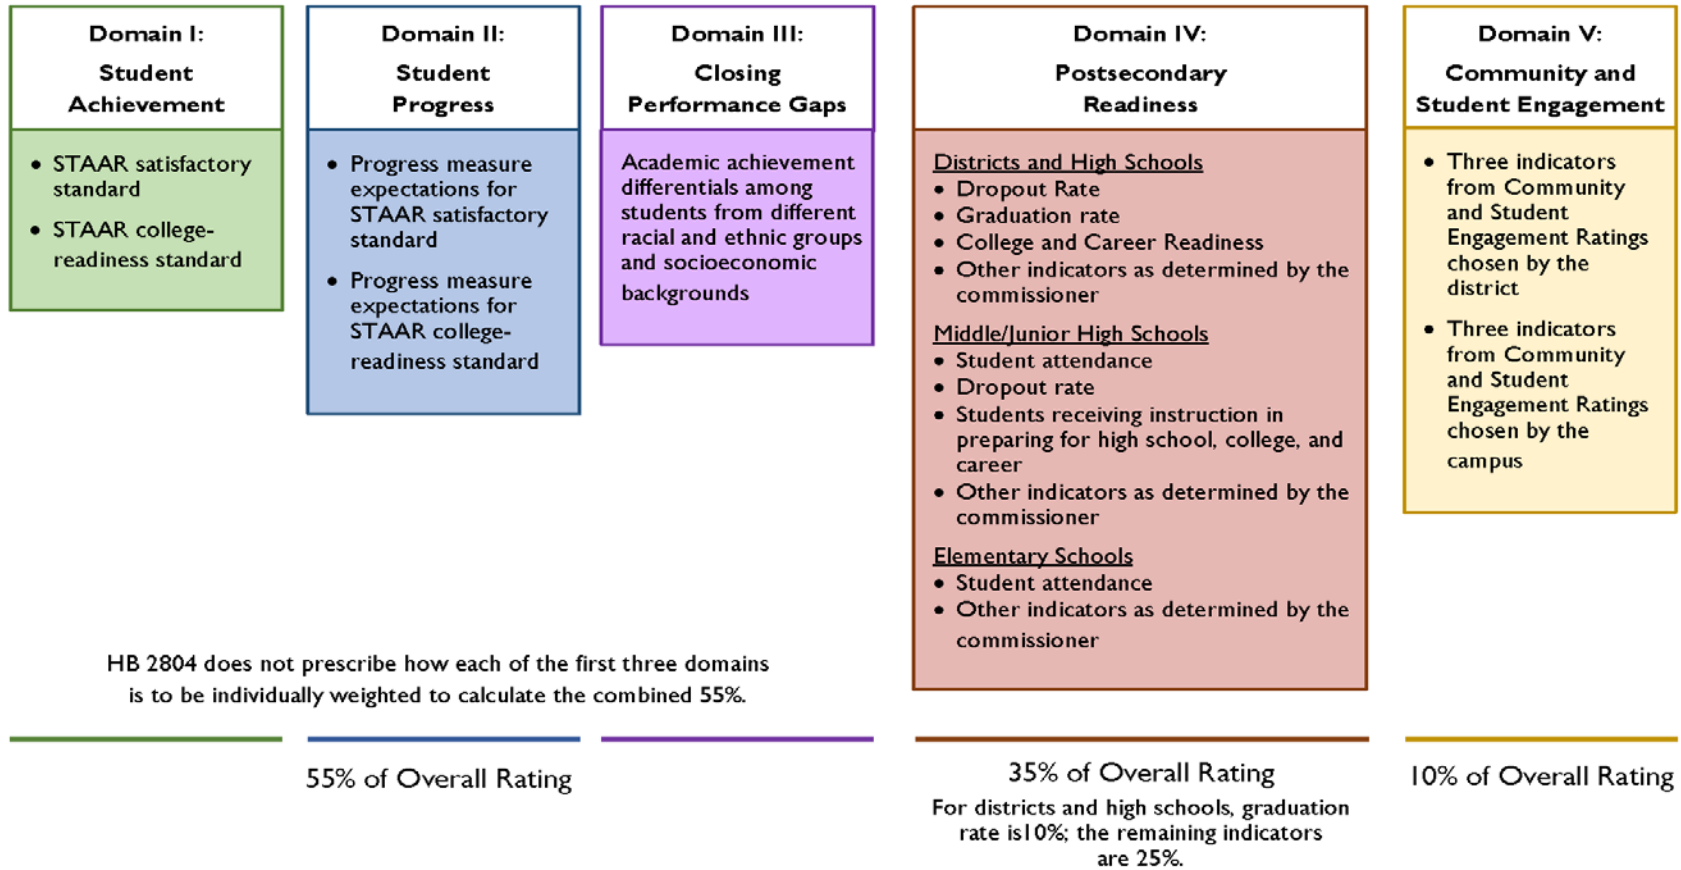 Domain I:
Student
Achievement
• STAAR satisfactory
standard
• STAAR college-
readiness standard
Domain II:
Student
Progress
• Progress measure
expectations for
STAAR satisfactory
standard
• Progress measure
expectations for
STAAR college-
readiness standard
Domain III:
Closing
Performance Gaps
Academic achievement
differentials among
students from different
racial and ethnic groups
and socioeconomic
backgrounds
HB 2804 does not prescribe how each of the first three domains
is to be individually weighted to calculate the combined 55%.
55% of Overall Rating
Domain IV:
Postsecondary
Readiness
Districts and High Schools
• Dropout Rate
• Graduation rate
• College and Career Readiness
• Other indicators as determined by the
commissioner
Middle/Junior High Schools
• Student attendance
• Dropout rate
• Students receiving instruction in
preparing for high school, college, and
career
• Other indicators as determined by the
commissioner
Elementary Schools
• Student attendance
• Other indicators as determined by the
commissioner
35% of Overall Rating
For districts and high schools, graduation
rate is10%; the remaining indicators
are 25%.
Domain V:
Community and
Student Engagement
• Three indicators
from Community
and Student
Engagement Ratings
chosen by the
district
• Three indicators
from Community
and Student
Engagement Ratings
chosen by the
campus
10% of Overall Rating